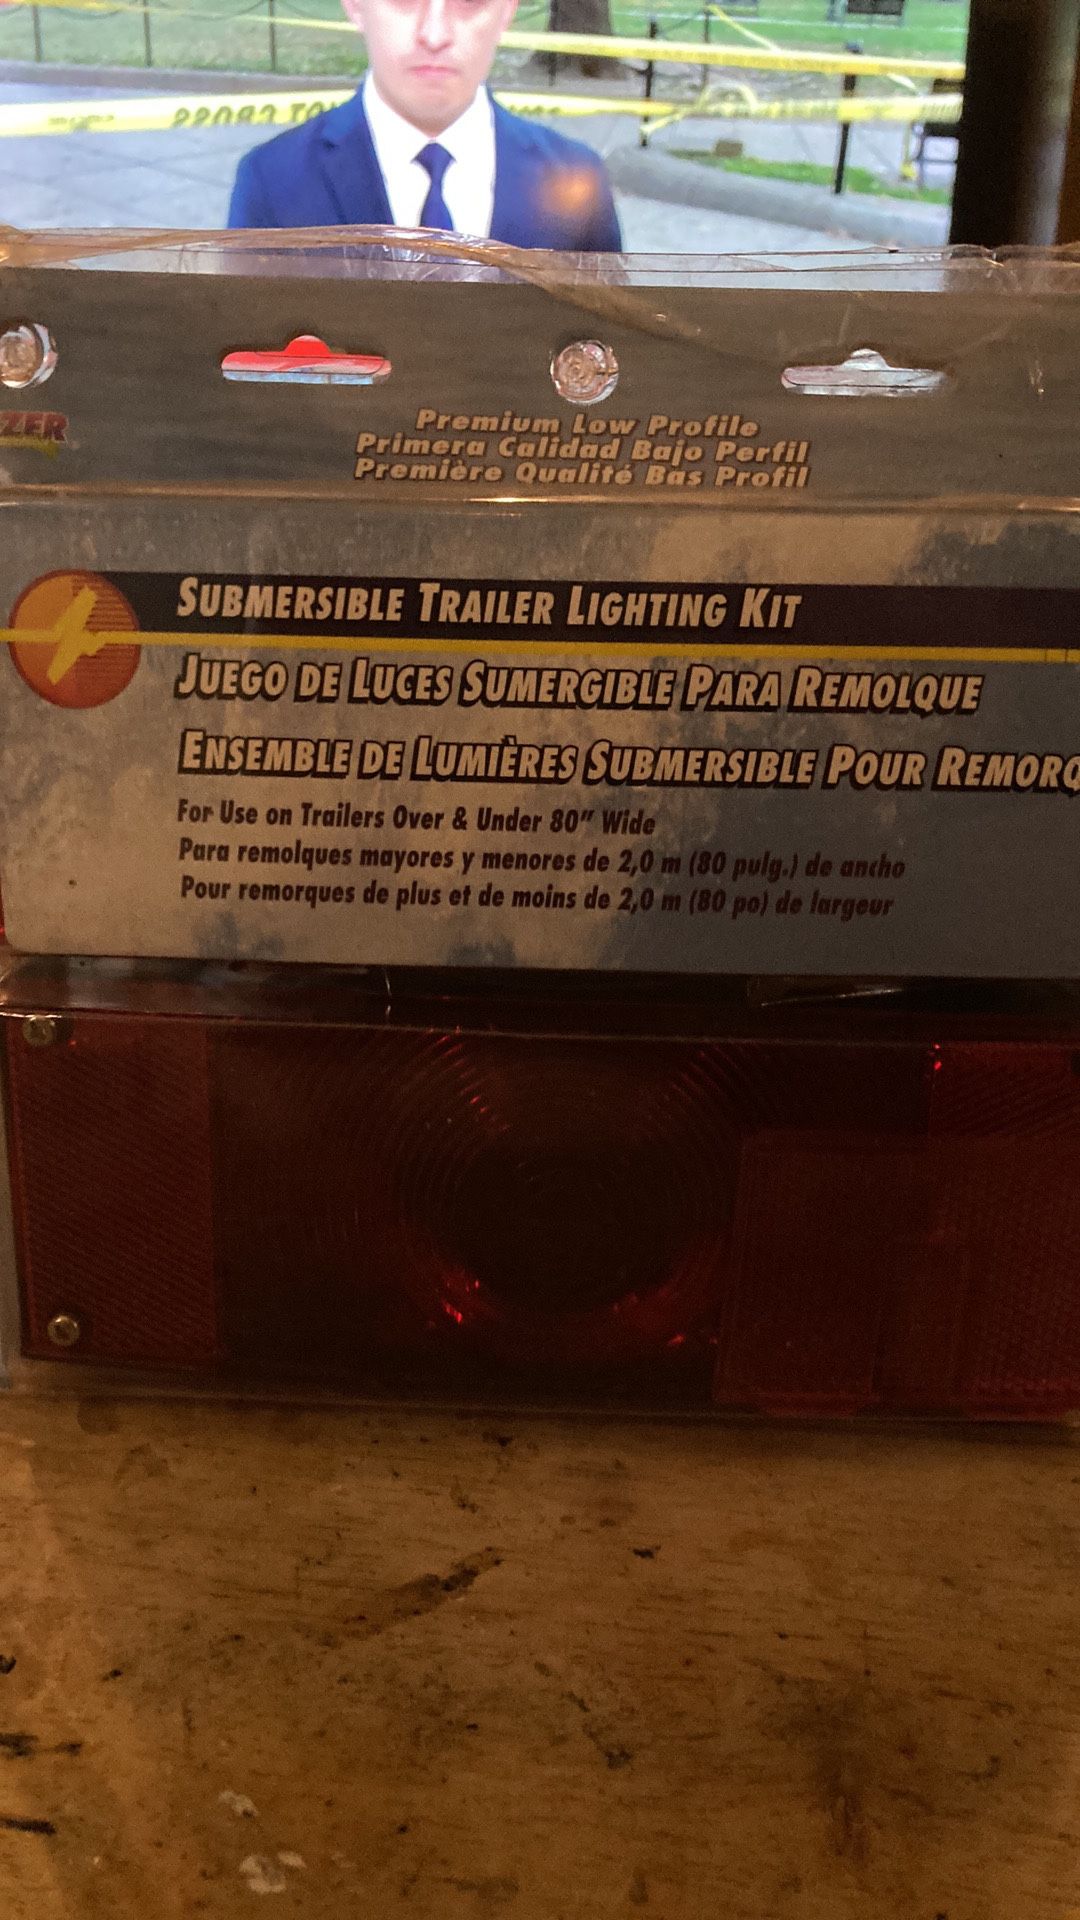 ZER
Premium Low Profile
Primera Calidad Bajo Perfil
Première Qualité Bas Profil
SUBMERSIBLE TRAILER LIGHTING KIT
JUEGO DE LUCES SUMERGIBLE PARA REMOLQUE
ENSEMBLE DE LUMIÈRES SUBMERSIBLE POUR REMORQ
For Use on Trailers Over & Under 80" Wide
Para remolques mayores y menores de 2,0 m (80 pulg.) de ancho
Pour remorques de plus et de moins de 2,0 m (80 po) de largeur